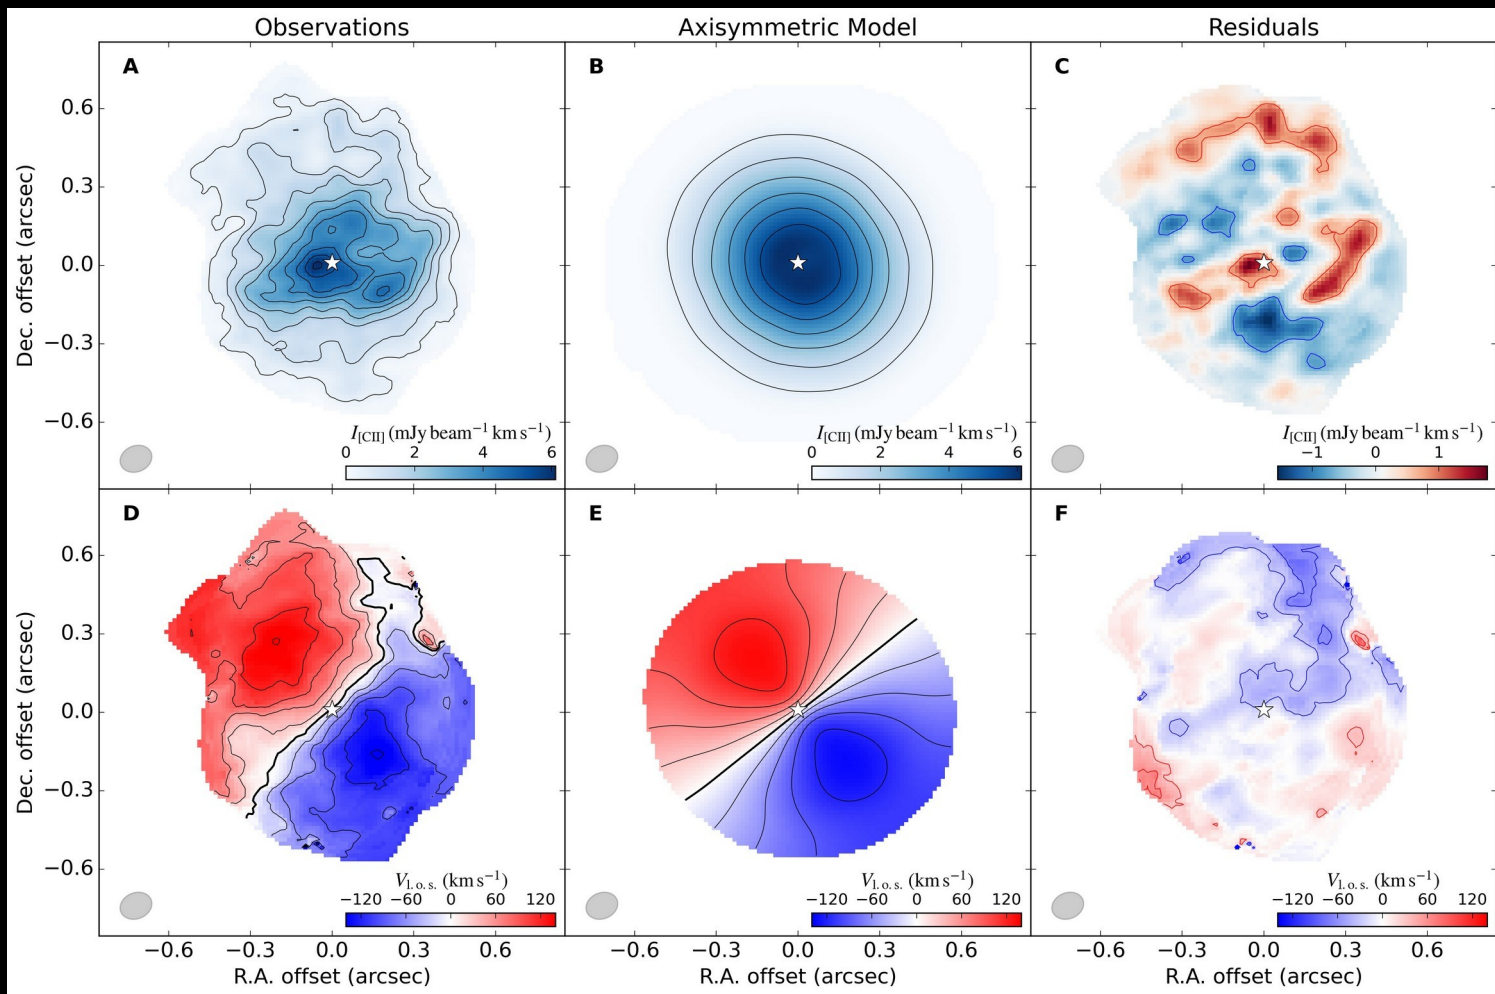 Observations Axisymmetric Model Residuals
A B C
Dec. offset (arcsec)
0.6
0.3
0.0
−0.3
−0.6
I[CII] (mJy beam⁻¹ km s⁻¹) I[CII] (mJy beam⁻¹ km s⁻¹) I[CII] (mJy beam⁻¹ km s⁻¹)
0 2 4 6 0 2 4 6 −1 0 1
D E F
Dec. offset (arcsec)
0.6
0.3
0.0
−0.3
−0.6
Vl.o.s. (km s⁻¹) Vl.o.s. (km s⁻¹) Vl.o.s. (km s⁻¹)
−120 −60 0 60 120 −120 −60 0 60 120 −120 −60 0 60 120
−0.6 −0.3 0.0 0.3 0.6 −0.6 −0.3 0.0 0.3 0.6 −0.6 −0.3 0.0 0.3 0.6
R.A. offset (arcsec) R.A. offset (arcsec) R.A. offset (arcsec)